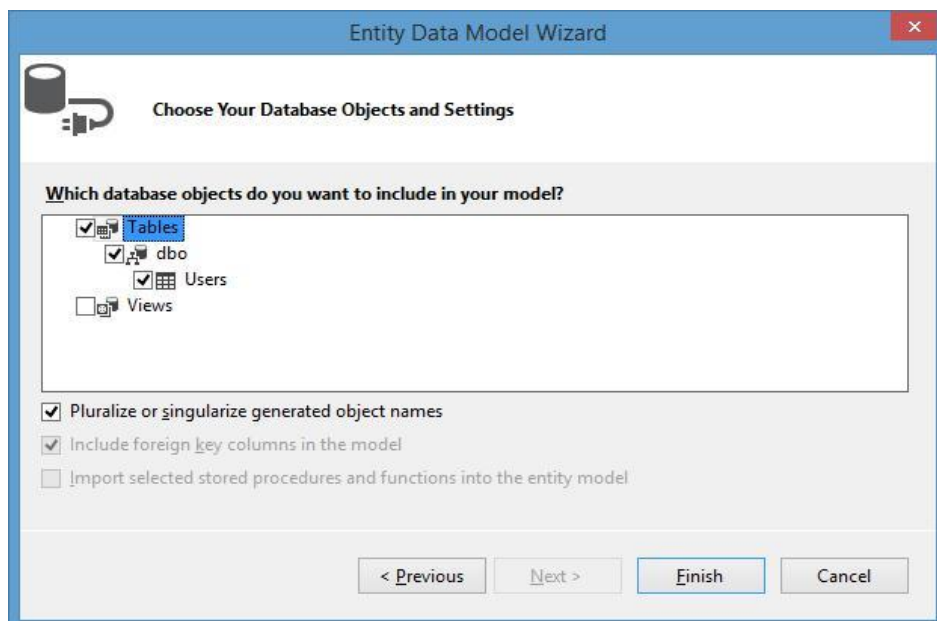 Entity Data Model Wizard
Choose Your Database Objects and Settings
Which database objects do you want to include in your model?
Tables
dbo
Users
Views
Pluralize or singularize generated object names
Include foreign key columns in the model
Import selected stored procedures and functions into the entity model
< Previous
Next >
Finish
Cancel